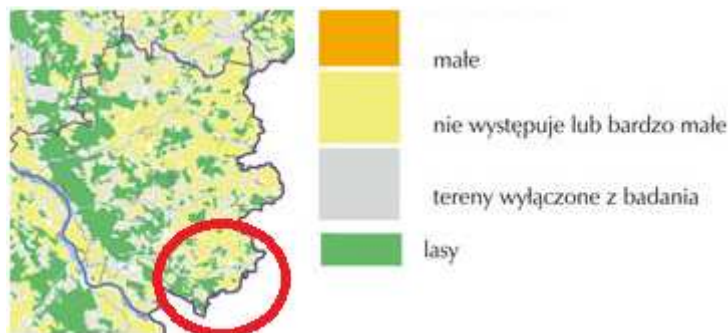 małe
nie występuje lub bardzo małe
tereny wyłączone z badania
lasy